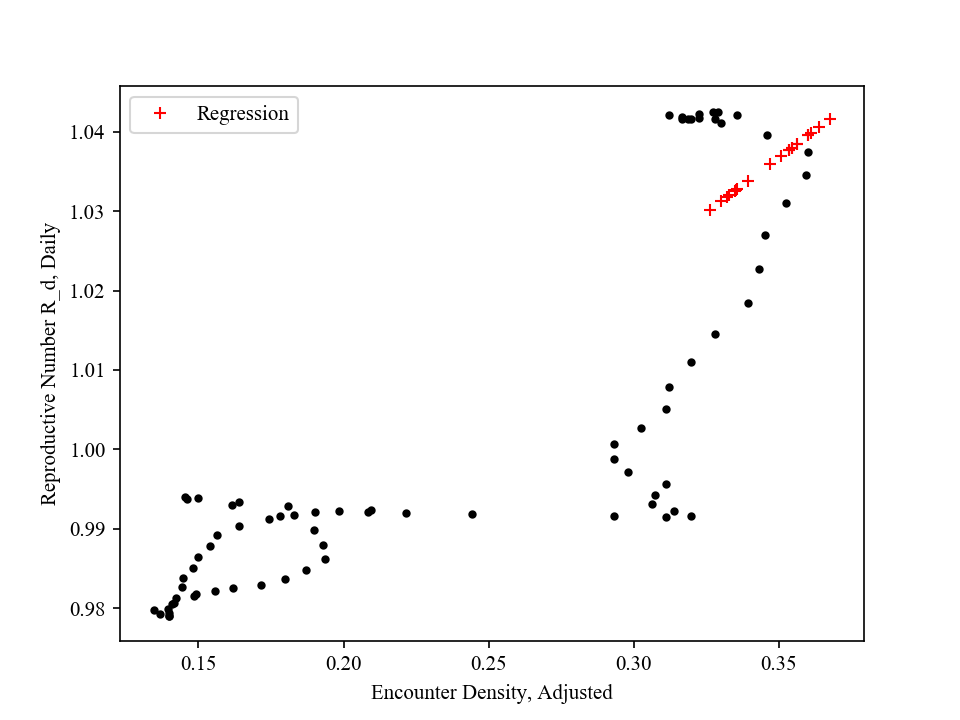 Regression
1.04
1.03
1.02
1.01
1.00
0.99
0.98
Reproductive Number R_d, Daily
0.15 0.20 0.25 0.30 0.35
Encounter Density, Adjusted